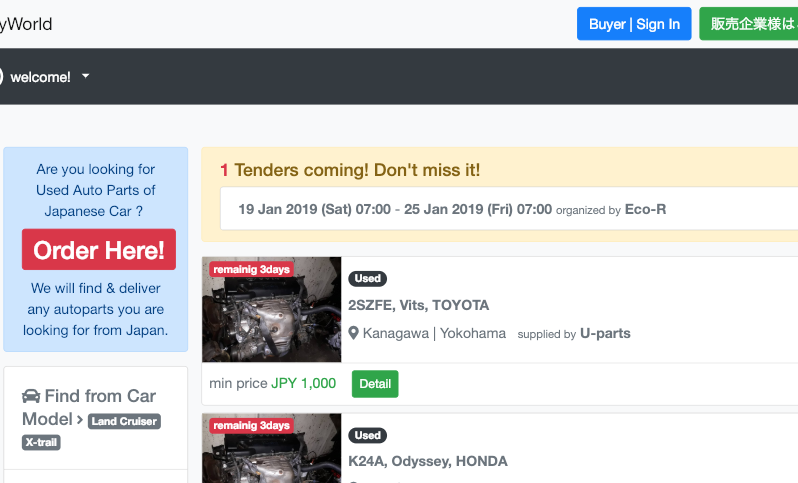 yWorld
Buyer | Sign In
販売企業様は
welcome!
Are you looking for
Used Auto Parts of
Japanese Car ?
Order Here!
We will find & deliver
any autoparts you are
looking for from Japan.
Find from Car
Model › Land Cruiser
X-trail
1 Tenders coming! Don't miss it!
19 Jan 2019 (Sat) 07:00 - 25 Jan 2019 (Fri) 07:00 organized by Eco-R
remainig 3days
Used
2SZFE, Vits, TOYOTA
Kanagawa | Yokohama supplied by U-parts
min price JPY 1,000 Detail
remainig 3days
Used
K24A, Odyssey, HONDA